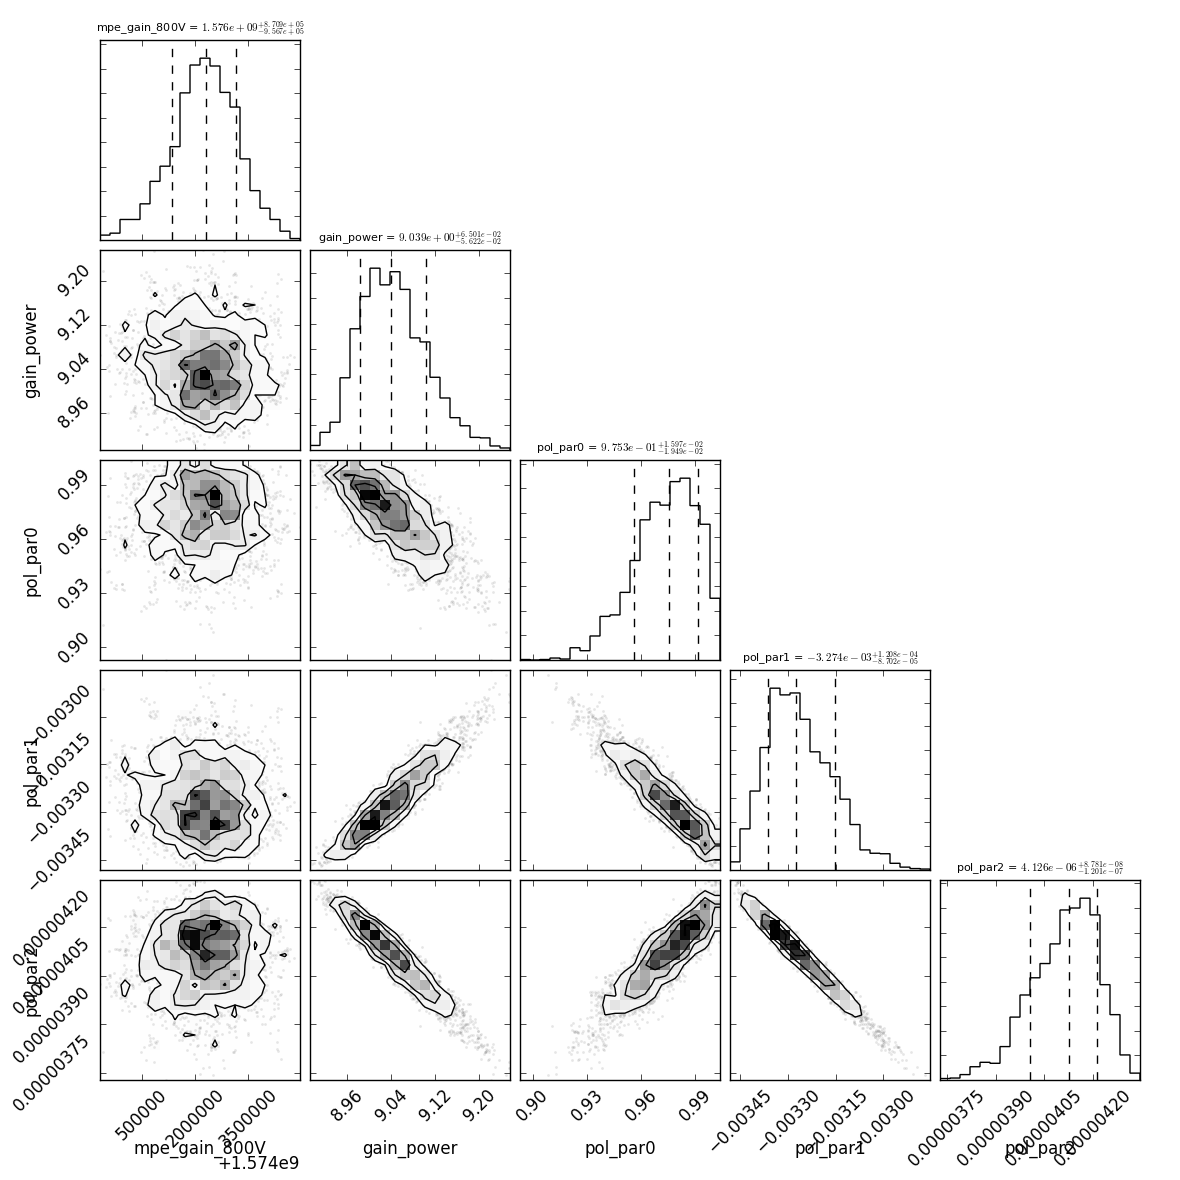 mpe_gain_800V = 1.576e+09 +8.709e+05 −9.567e+05
gain_power = 9.039e+00 +6.501e−02 −5.622e−02
9.20
9.12
9.04
8.96
gain_power
pol_par0 = 9.753e−01 +1.597e−02 −1.949e−02
0.99
0.96
0.93
0.90
pol_par0
pol_par1 = −3.274e−03 +1.208e−04 −8.702e−05
−0.00300
−0.00315
−0.00330
−0.00345
pol_par1
pol_par2 = 4.126e−06 +8.781e−08 −1.201e−07
0.00000420
0.00000405
0.00000390
0.00000375
pol_par2
500000
8.96 9.04 9.12 9.20
0.90 0.93 0.96 0.99
−0.00345 −0.00330 −0.00315 −0.00300
0.00000375 0.00000390 0.00000405 0.00000420
mpe_gain_800V gain_power pol_par0 pol_par1 pol_par2
+1.574e9